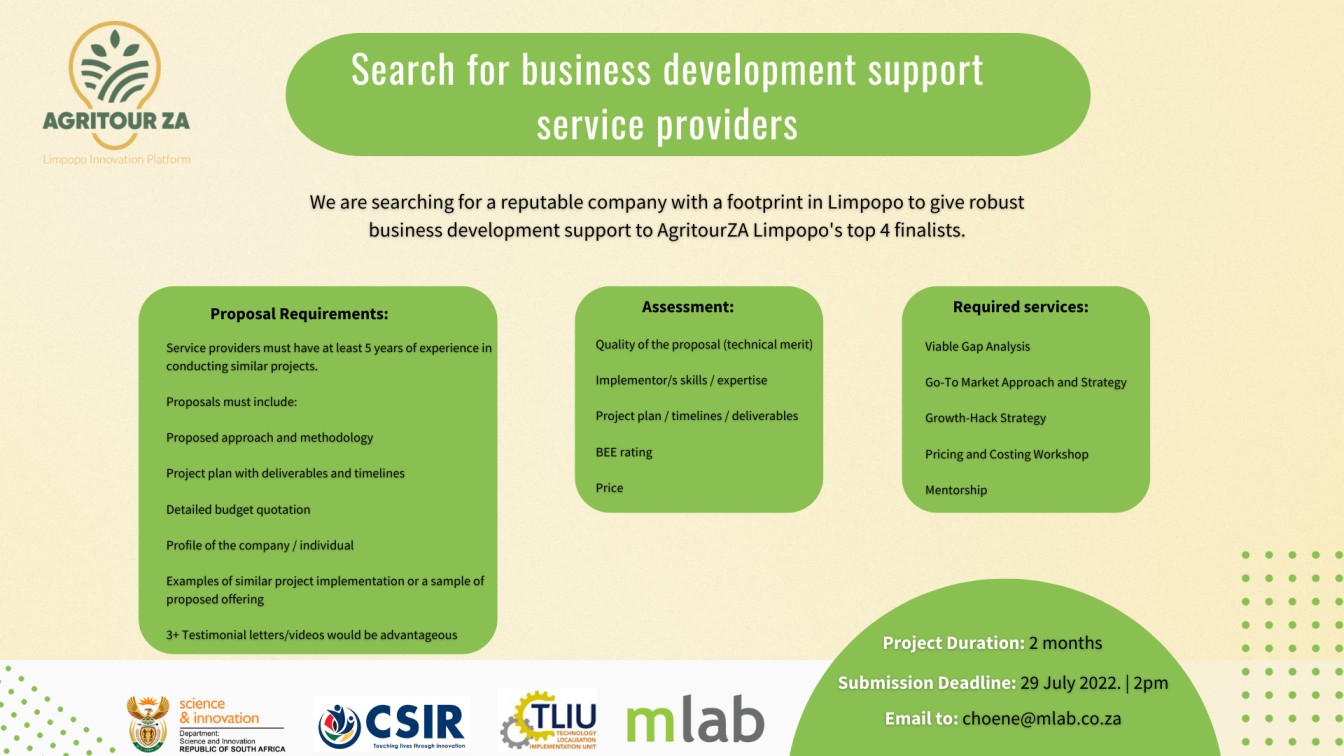 AGRITOUR ZA
Limpopo Innovation Platform
Search for business development support
service providers
We are searching for a reputable company with a footprint in Limpopo to give robust
business development support to AgritourZA Limpopo's top 4 finalists.
Proposal Requirements:
Service providers must have at least 5 years of experience in
conducting similar projects.
Proposals must include:
Proposed approach and methodology
Project plan with deliverables and timelines
Detailed budget quotation
Profile of the company / individual
Examples of similar project implementation or a sample of
proposed offering
3+ Testimonial letters/videos would be advantageous
Assessment:
Quality of the proposal (technical merit)
Implementor/s skills / expertise
Project plan / timelines / deliverables
BEE rating
Price
Required services:
Viable Gap Analysis
Go-To Market Approach and Strategy
Growth-Hack Strategy
Pricing and Costing Workshop
Mentorship
Project Duration: 2 months
Submission Deadline: 29 July 2022. | 2pm
Email to: choene@mlab.co.za
science
& innovation
Department:
Science and Innovation
REPUBLIC OF SOUTH AFRICA
CSIR
Touching lives through innovation
TLIU
TECHNOLOGY
LOCALISATION
IMPLEMENTATION UNIT
mlab